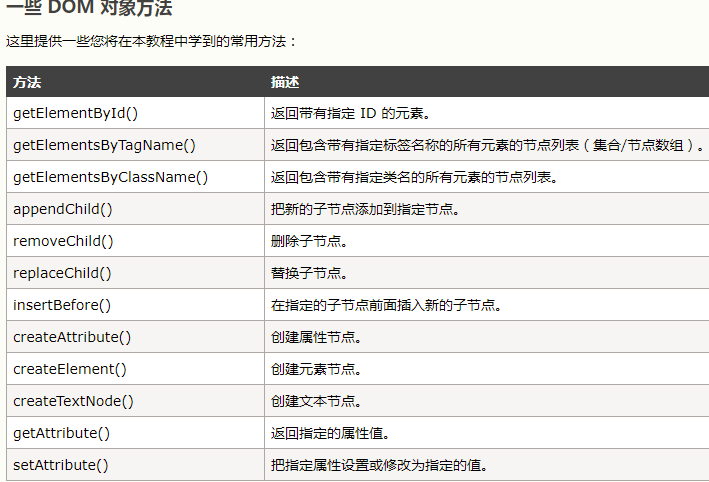 一些 DOM 对象方法
这里提供一些您将在本教程中学到的常用方法：
方法 描述
getElementById() 返回带有指定 ID 的元素。
getElementsByTagName() 返回包含带有指定标签名称的所有元素的节点列表（集合/节点数组）。
getElementsByClassName() 返回包含带有指定类名的所有元素的节点列表。
appendChild() 把新的子节点添加到指定节点。
removeChild() 删除子节点。
replaceChild() 替换子节点。
insertBefore() 在指定的子节点前面插入新的子节点。
createAttribute() 创建属性节点。
createElement() 创建元素节点。
createTextNode() 创建文本节点。
getAttribute() 返回指定的属性值。
setAttribute() 把指定属性设置或修改为指定的值。